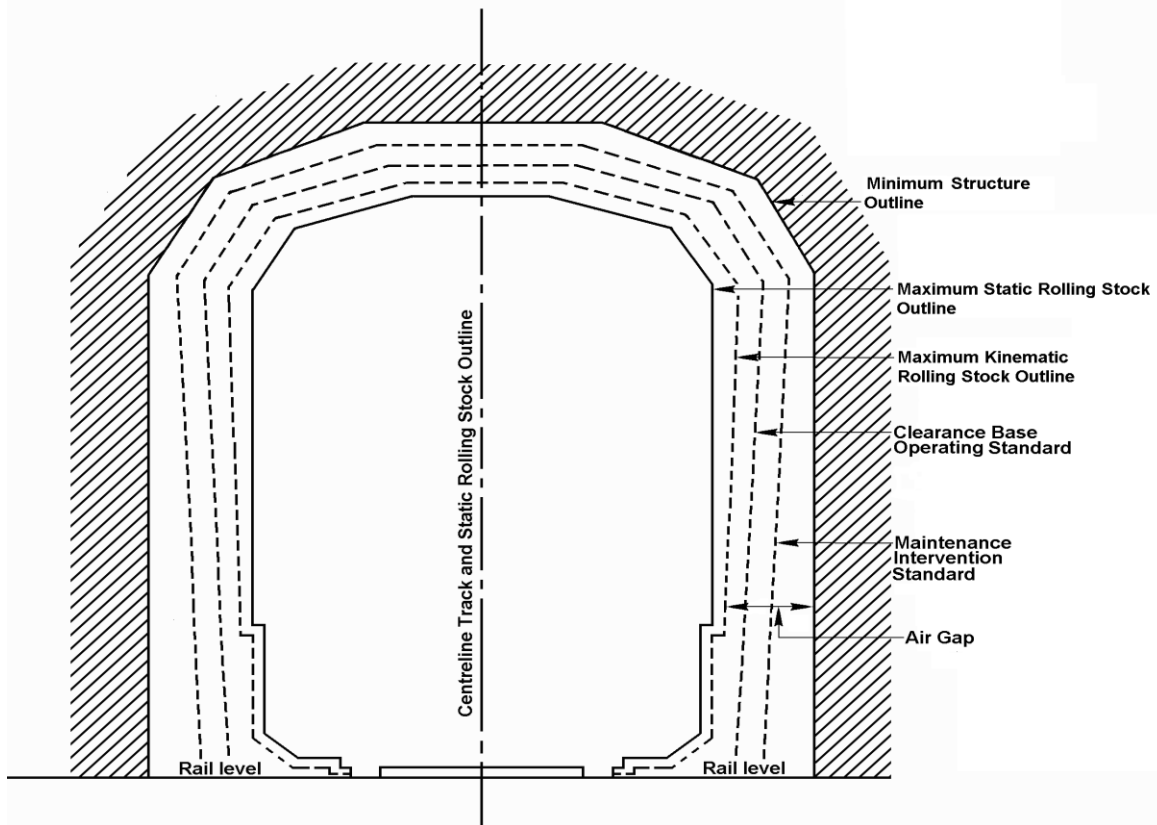 Minimum Structure
Outline
Maximum Static Rolling Stock
Outline
Maximum Kinematic
Rolling Stock Outline
Clearance Base
Operating Standard
Maintenance
Intervention
Standard
Air Gap
Centreline Track and Static Rolling Stock Outline
Rail level
Rail level